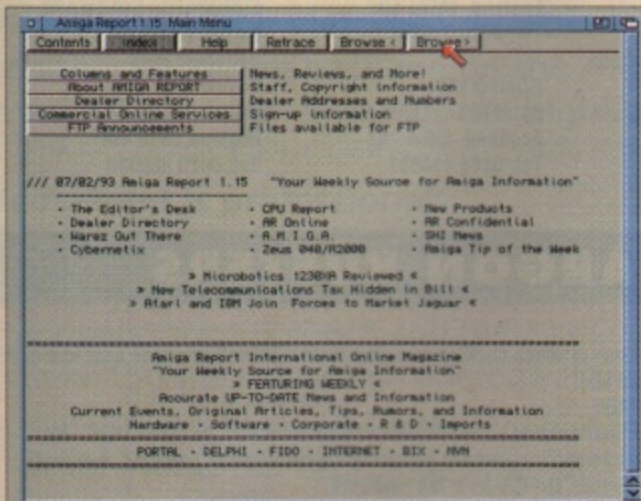 Amiga Report 1.15 Main Menu
Contents Index Help Retrace Browse < Browse >
Columns and Features News, Reviews, and More!
About AMIGA REPORT Staff, Copyright information
Dealer Directory Dealer Addresses and Numbers
Commercial Online Services Sign-up information
FTP Announcements Files available for FTP
/// 07/02/93 Amiga Report 1.15 "Your Weekly Source for Amiga Information"
· The Editor's Desk · CPU Report · New Products
· Dealer Directory · AR Online · AR Confidential
· Warez Out There · A.M.I.G.A. · SHI News
· Cybernetix · Zeus 040/A2000 · Amiga Tip of the Week
» Microbotics 1230XA Reviewed «
» New Telecommunications Tax Hidden in Bill «
» Atari and IBM Join Forces to Market Jaguar «
Amiga Report International Online Magazine
"Your Weekly Source for Amiga Information"
» FEATURING WEEKLY «
Accurate UP-TO-DATE News and Information
Current Events, Original Articles, Tips, Rumors, and Information
Hardware · Software · Corporate · R & D · Imports
PORTAL · DELPHI · FIDO · INTERNET · BIX · NVN